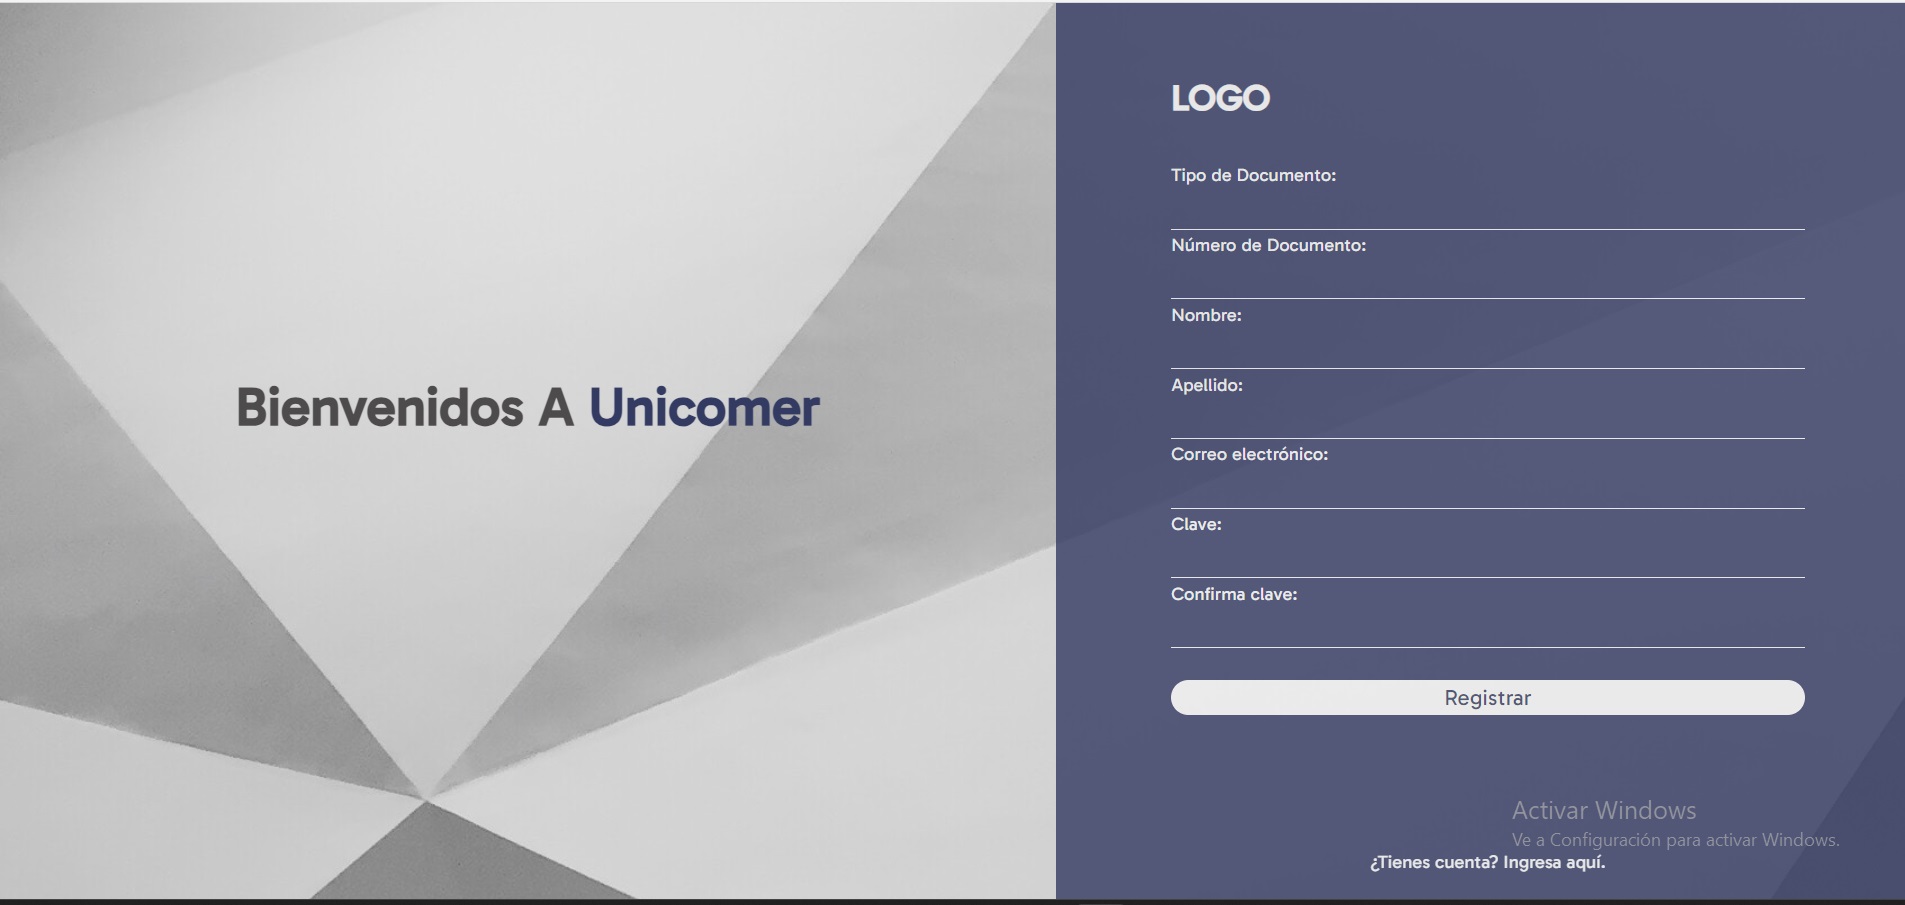 LOGO
Tipo de Documento:
Número de Documento:
Nombre:
Apellido:
Bienvenidos A Unicomer
Correo electrónico:
Clave:
Confirma clave:
Registrar
Activar Windows
Ve a Configuración para activar Windows.
¿Tienes cuenta? Ingresa aquí.